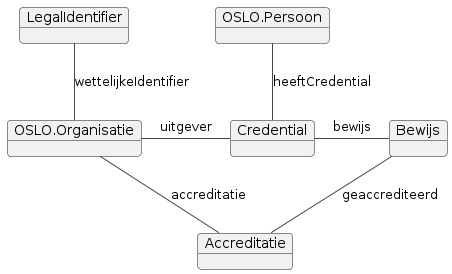 LegalIdentifier
OSLO.Persoon
wettelijkeIdentifier
heeftCredential
OSLO.Organisatie
uitgever
Credential
bewijs
Bewijs
accreditatie
geaccrediteerd
Accreditatie